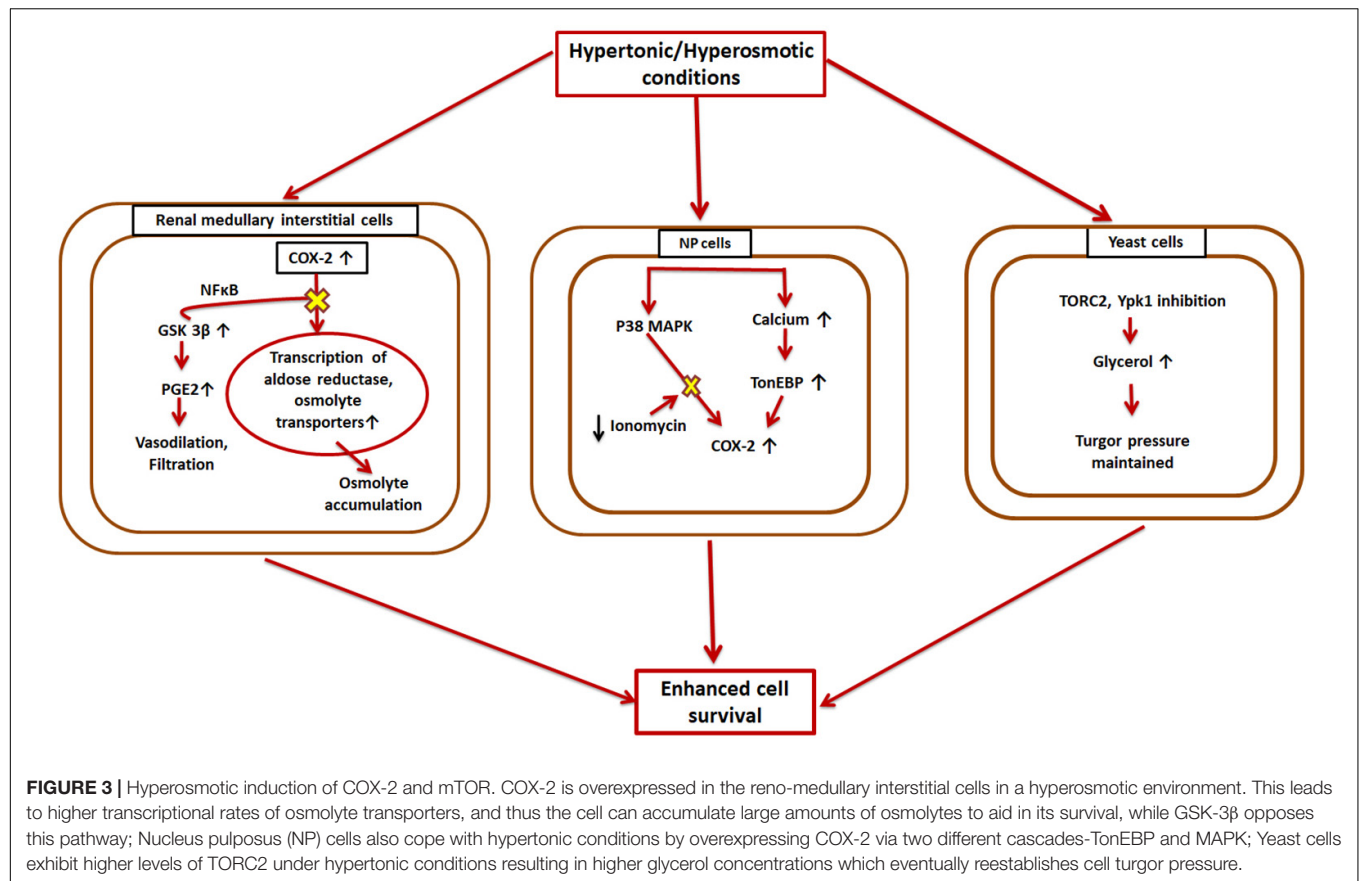 Hypertonic/Hyperosmotic
conditions
Renal medullary interstitial cells
COX-2 ↑
NFκB
GSK 3β ↑
PGE2↑
Vasodilation,
Filtration
Transcription of
aldose reductase,
osmolyte
transporters↑
Osmolyte
accumulation
NP cells
P38 MAPK
Calcium ↑
TonEBP ↑
↓ Ionomycin
COX-2 ↑
Yeast cells
TORC2, Ypk1 inhibition
Glycerol ↑
Turgor pressure
maintained
Enhanced cell
survival
FIGURE 3 | Hyperosmotic induction of COX-2 and mTOR. COX-2 is overexpressed in the reno-medullary interstitial cells in a hyperosmotic environment. This leads
to higher transcriptional rates of osmolyte transporters, and thus the cell can accumulate large amounts of osmolytes to aid in its survival, while GSK-3β opposes
this pathway; Nucleus pulposus (NP) cells also cope with hypertonic conditions by overexpressing COX-2 via two different cascades-TonEBP and MAPK; Yeast cells
exhibit higher levels of TORC2 under hypertonic conditions resulting in higher glycerol concentrations which eventually reestablishes cell turgor pressure.